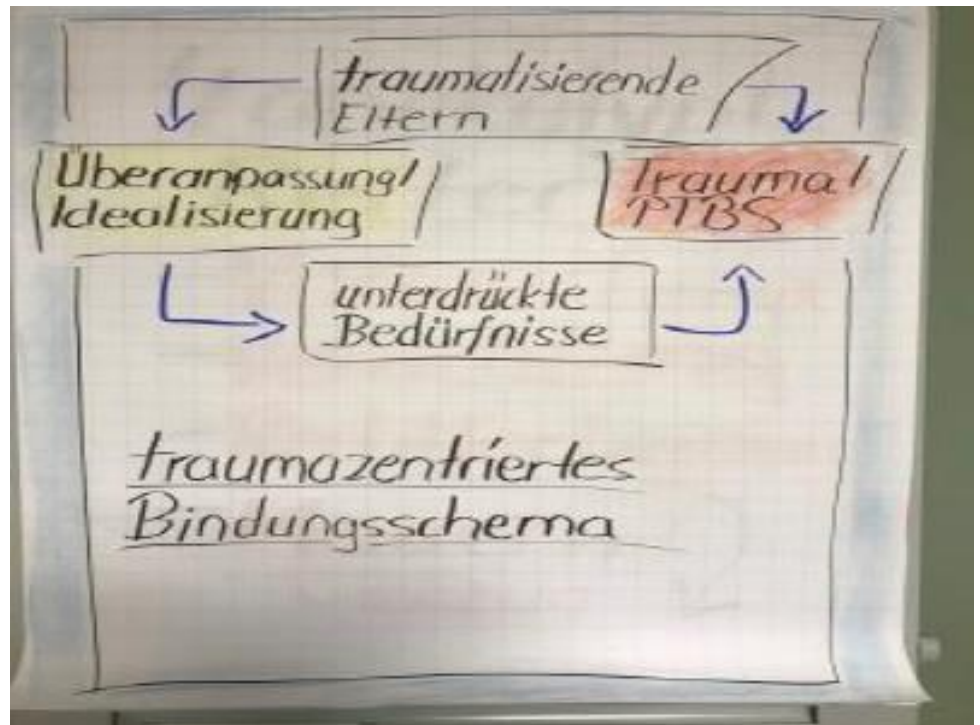 traumatisierende
Eltern
Überanpassung/
Idealisierung
Trauma/
PTBS
unterdrückte
Bedürfnisse
traumazentriertes
Bindungsschema